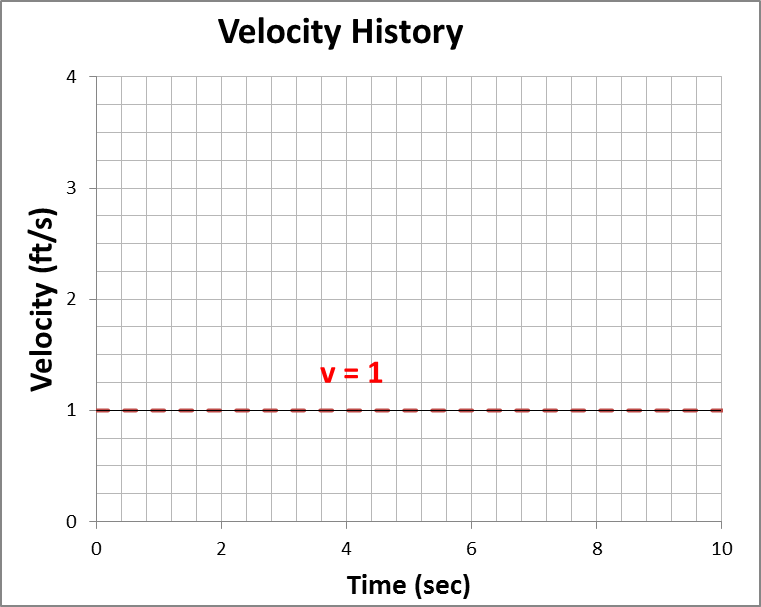 Velocity History
4
3
2
1
0
Velocity (ft/s)
v = 1
0 2 4 6 8 10
Time (sec)